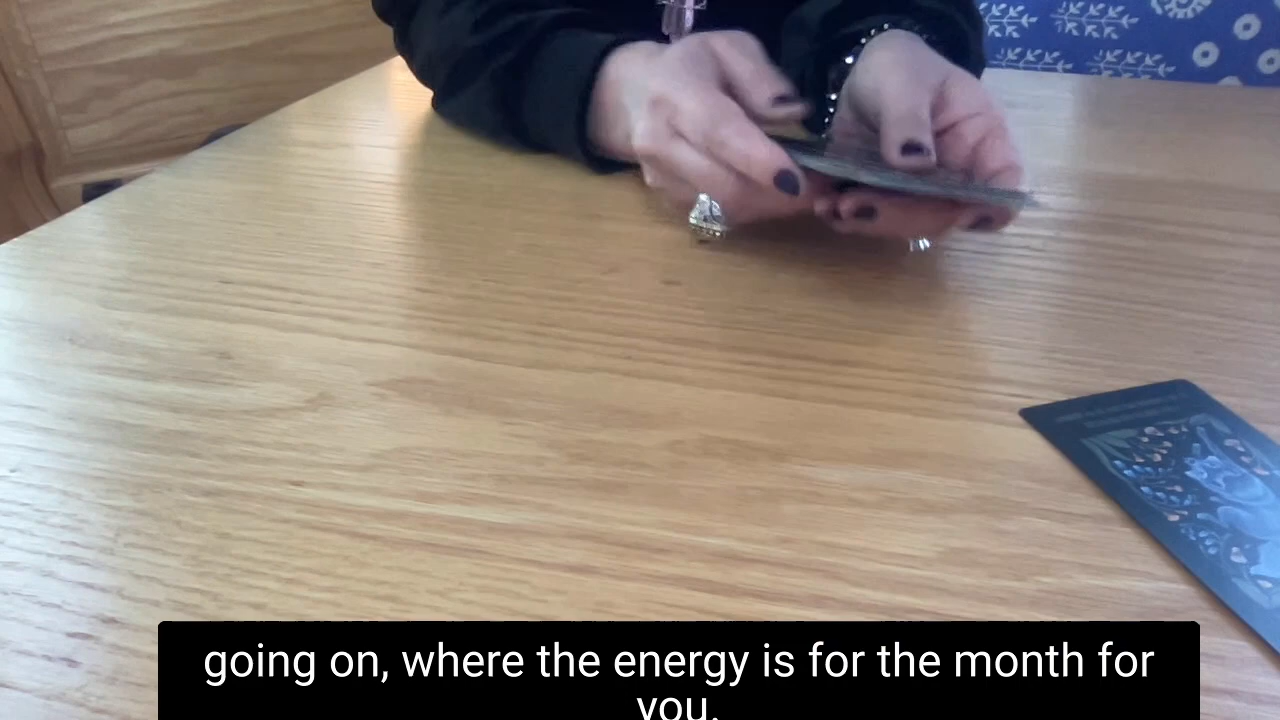 going on, where the energy is for the month for
you.